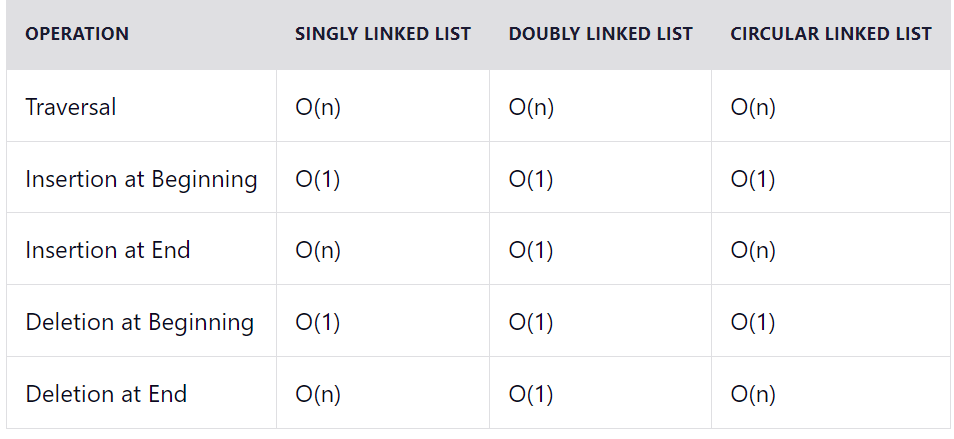 OPERATION SINGLY LINKED LIST DOUBLY LINKED LIST CIRCULAR LINKED LIST
Traversal O(n) O(n) O(n)
Insertion at Beginning O(1) O(1) O(1)
Insertion at End O(n) O(1) O(n)
Deletion at Beginning O(1) O(1) O(1)
Deletion at End O(n) O(1) O(n)